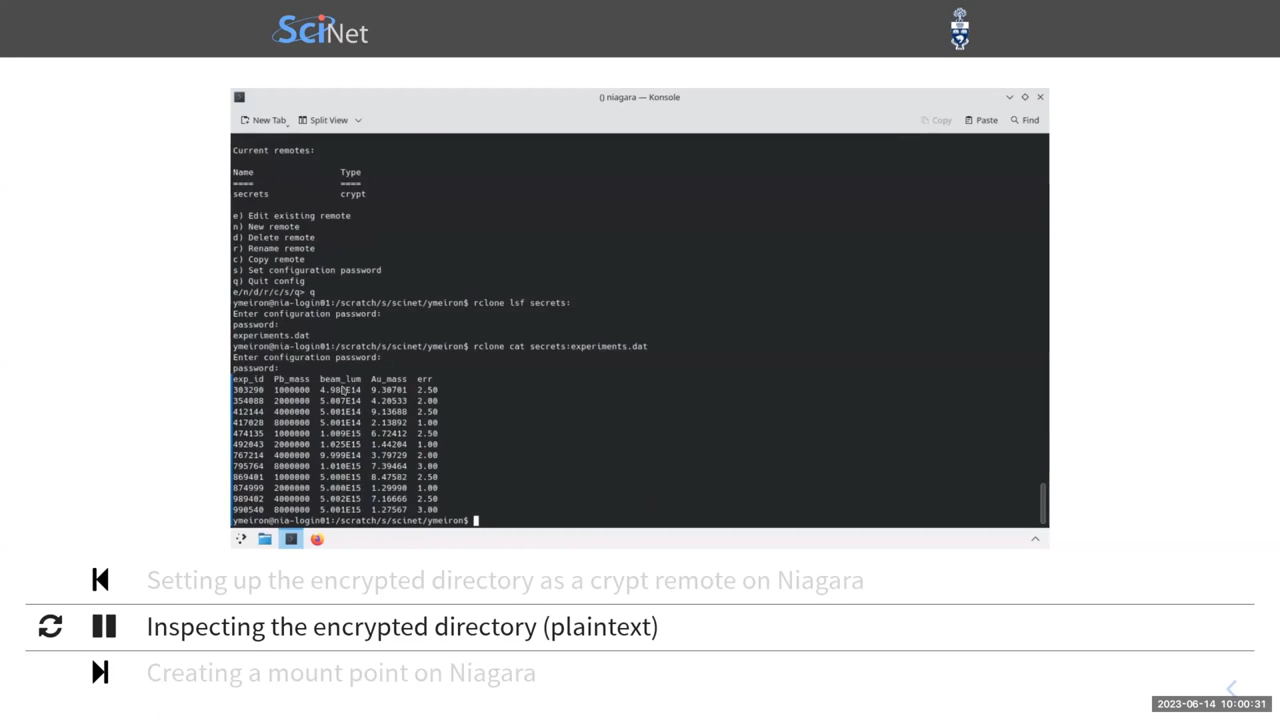 SciNet
() niagara — Konsole
New Tab Split View Copy Paste Find
Current remotes:
Name Type
==== ====
secrets crypt
e) Edit existing remote
n) New remote
d) Delete remote
r) Rename remote
c) Copy remote
s) Set configuration password
q) Quit config
e/n/d/r/c/s/q> q
ymeiron@nia-login01:/scratch/s/scinet/ymeiron$ rclone lsf secrets:
Enter configuration password:
password:
experiments.dat
ymeiron@nia-login01:/scratch/s/scinet/ymeiron$ rclone cat secrets:experiments.dat
Enter configuration password:
password:
exp_id Pb_mass beam_lum Au_mass err
303290 1000000 9.30701 2.50
354088 2000000 5.007E14 4.20533 2.00
412144 4000000 5.001E14 9.13688 2.50
417028 8000000 5.001E14 2.13892 1.00
474135 1000000 1.009E15 6.72412 2.50
492043 2000000 1.025E15 1.44204 1.00
767214 4000000 9.999E14 3.79729 2.00
795764 8000000 1.010E15 7.39464 3.00
869401 1000000 5.000E15 8.47582 2.50
874999 2000000 5.000E15 1.29990 1.00
989402 4000000 5.002E15 7.16666 2.50
990540 8000000 5.001E15 1.27567 3.00
ymeiron@nia-login01:/scratch/s/scinet/ymeiron$
Setting up the encrypted directory as a crypt remote on Niagara
Inspecting the encrypted directory (plaintext)
Creating a mount point on Niagara
2023-06-14 10:00:31